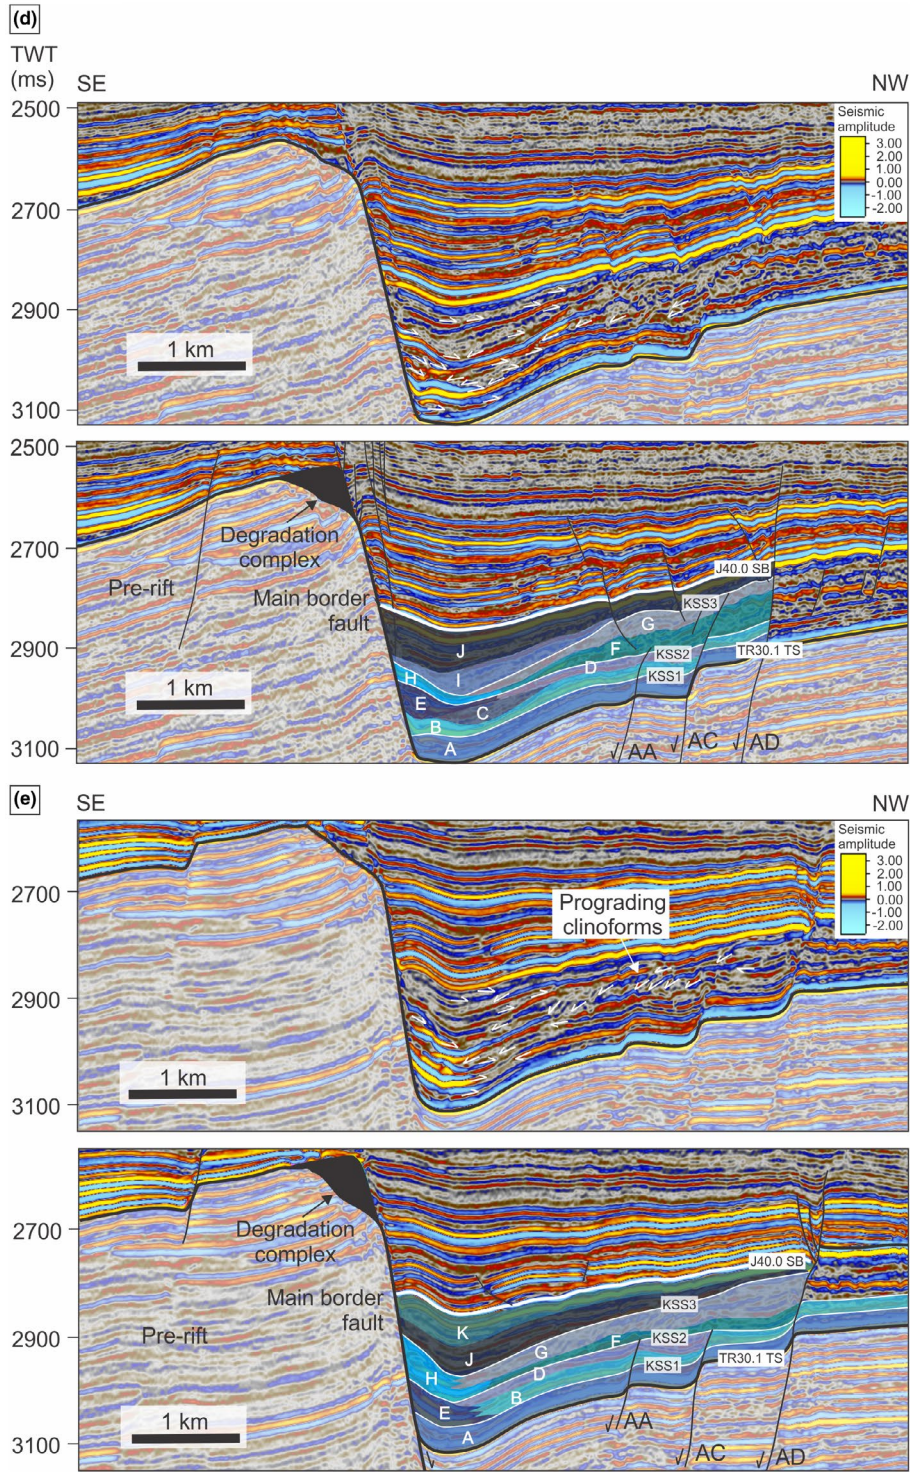 (d)
TWT
(ms)
SE
NW
2500
2700
2900
3100
Seismic
amplitude
3.00
2.00
1.00
0.00
-1.00
-2.00
1 km
2500
2700
2900
3100
Degradation
complex
Pre-rift
Main border
fault
1 km
J40.0 SB
KSS3
G
F
KSS2
TR30.1 TS
J
D
KSS1
H
I
E
C
B
A
AA
AC
AD
(e)
SE
NW
2700
2900
3100
Seismic
amplitude
3.00
2.00
1.00
0.00
-1.00
-2.00
Prograding
clinoforms
1 km
2700
2900
3100
Degradation
complex
Main border
fault
Pre-rift
1 km
J40.0 SB
KSS3
K
F
KSS2
G
J
TR30.1 TS
D
KSS1
H
B
E
A
AA
AC
AD